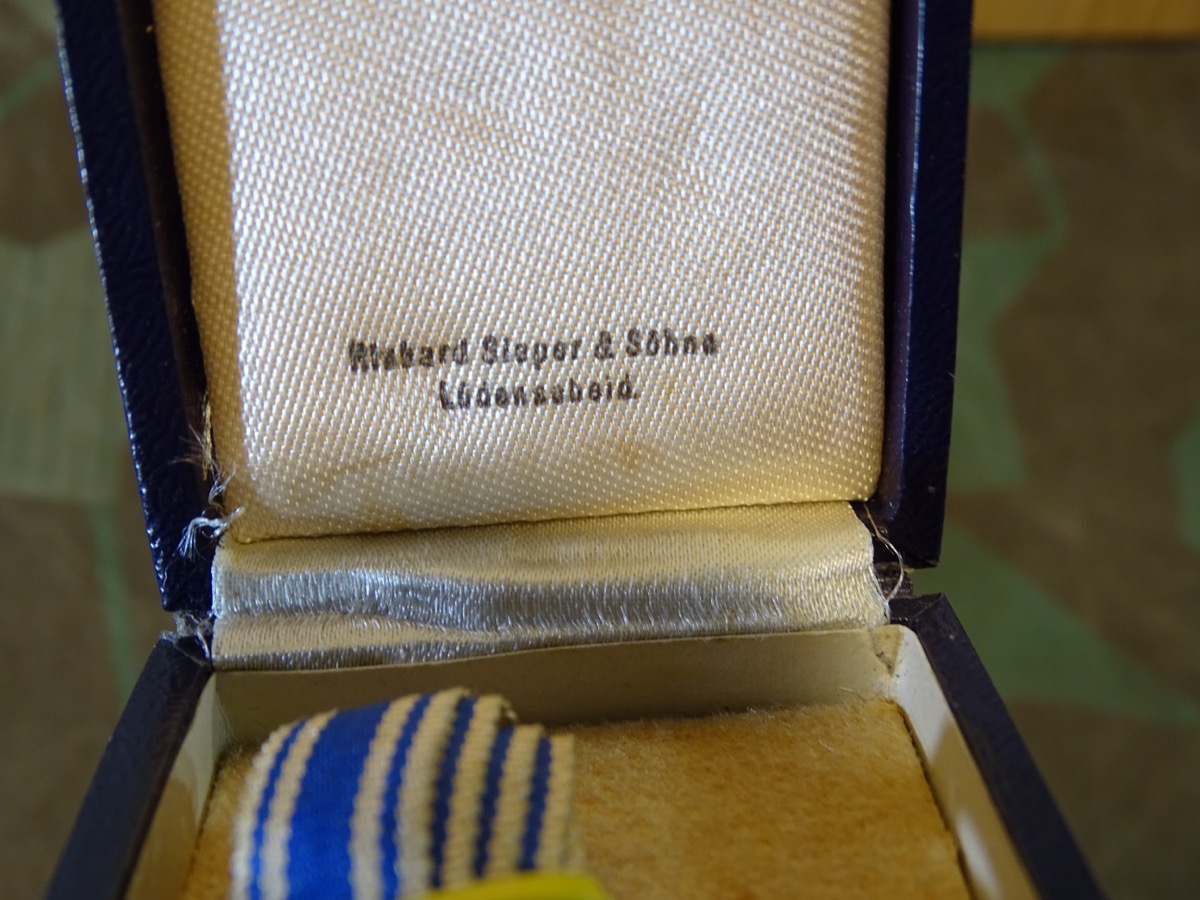 Richard Sieper & Söhne
Lüdenscheid.